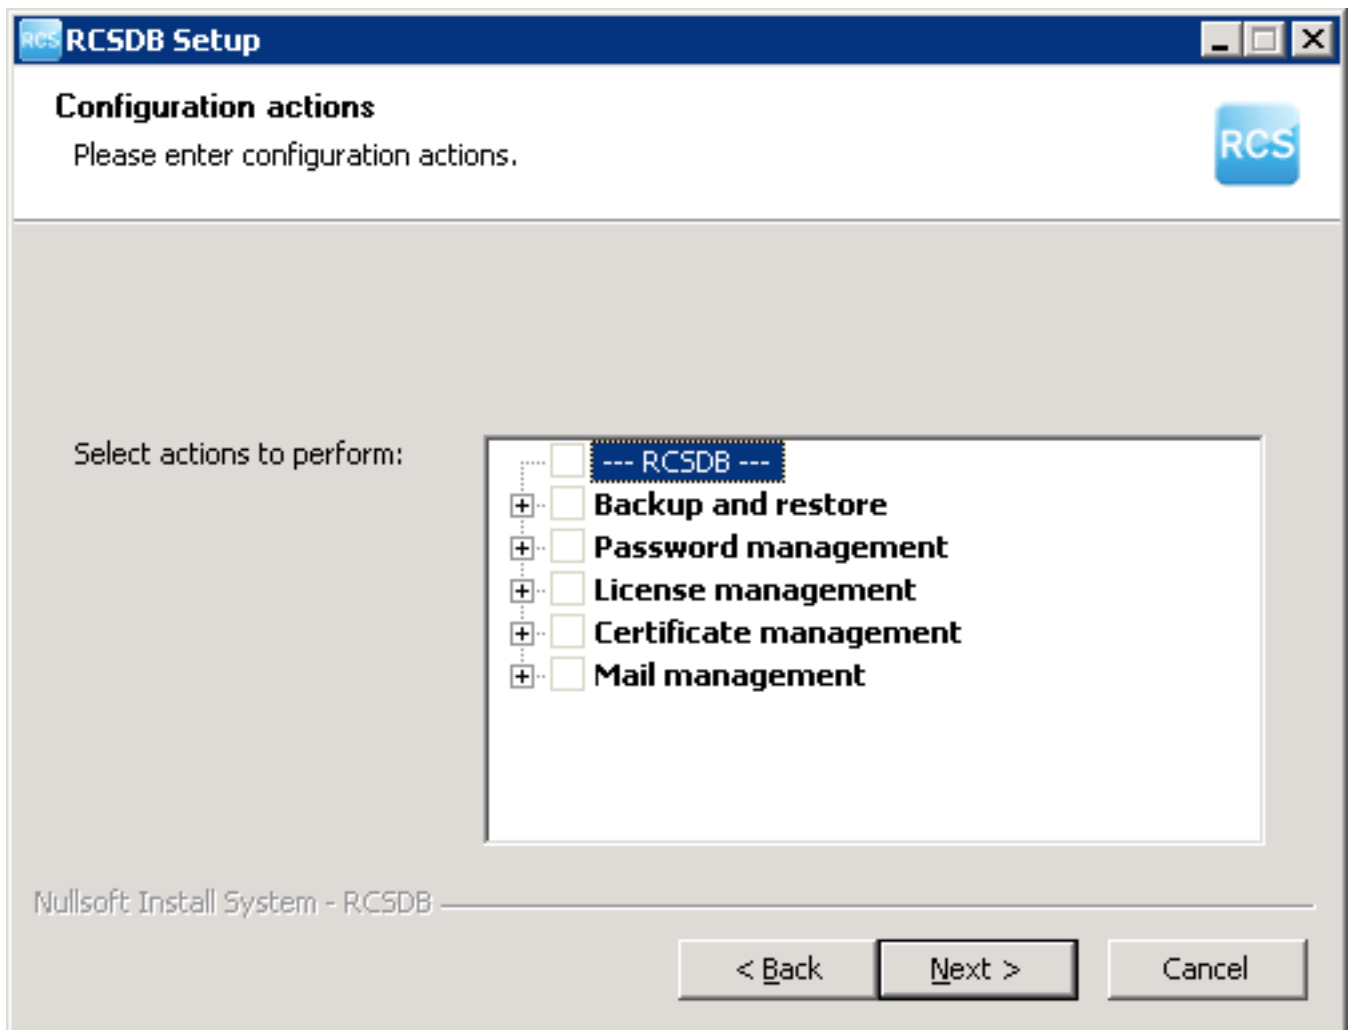 RCS RCSDB Setup
Configuration actions
Please enter configuration actions.
RCS
Select actions to perform:
--- RCSDB ---
Backup and restore
Password management
License management
Certificate management
Mail management
Nullsoft Install System - RCSDB
< Back Next > Cancel